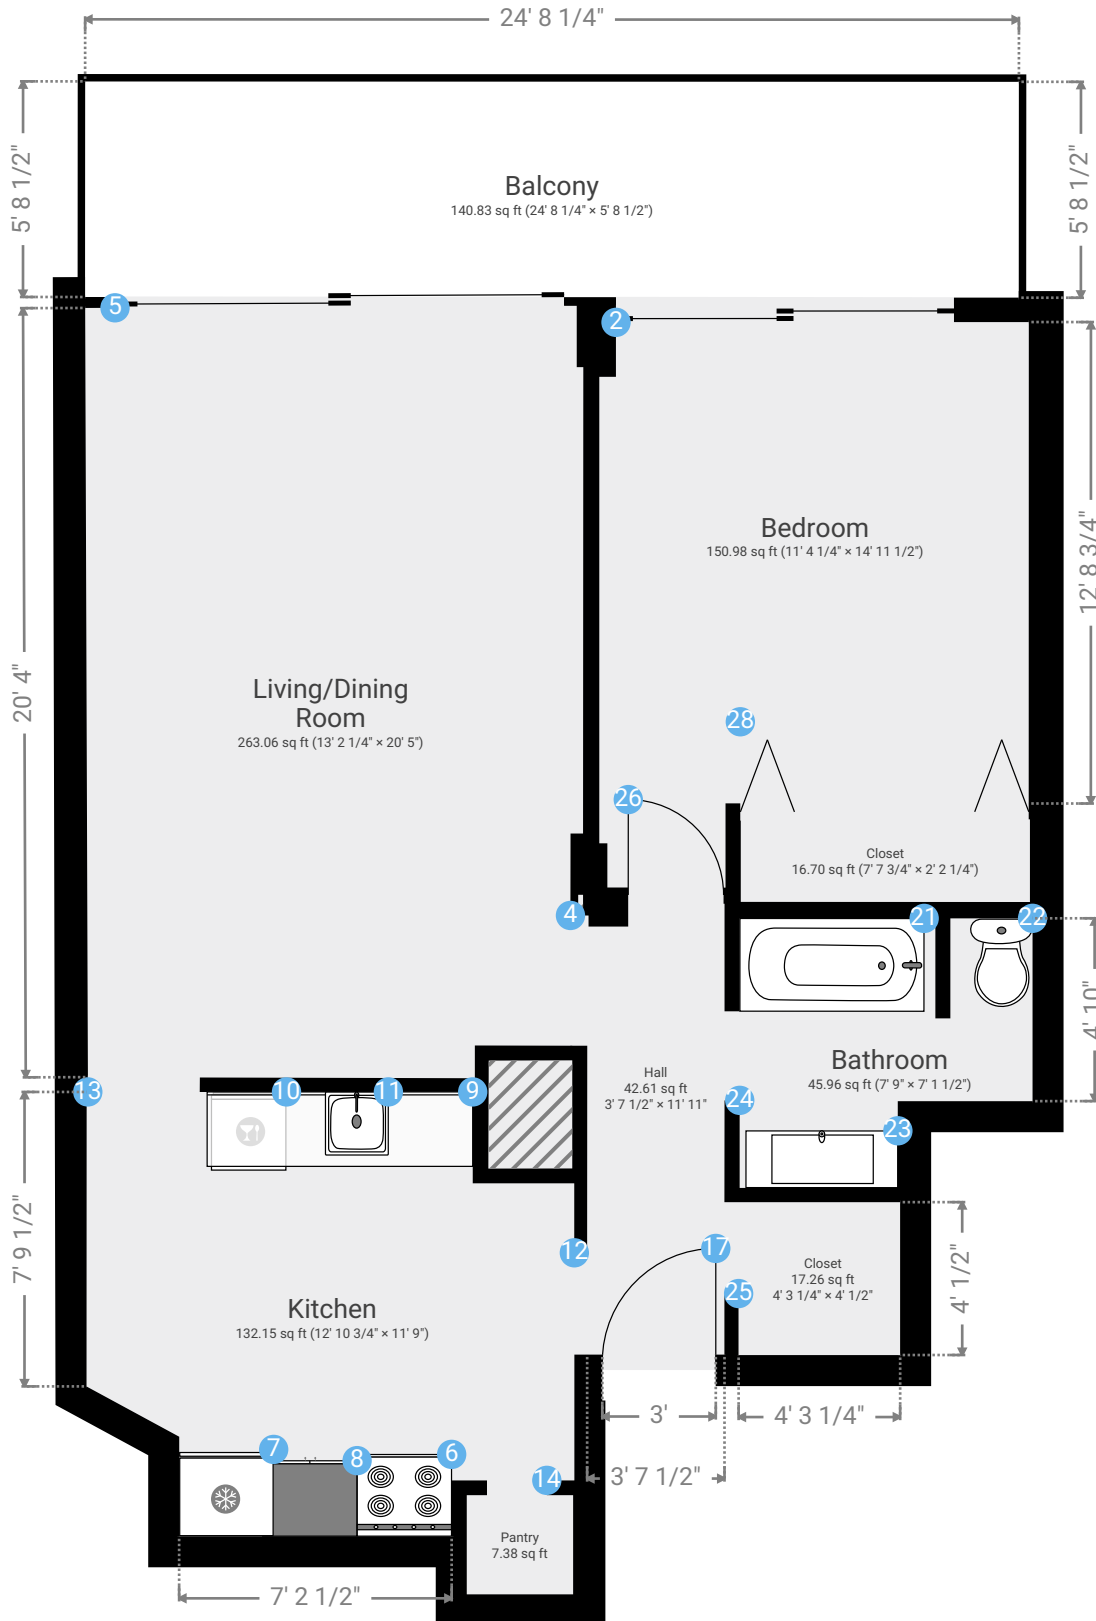 24' 8 1/4"
5' 8 1/2"
5' 8 1/2"
Balcony
140.83 sq ft (24' 8 1/4" × 5' 8 1/2")
5
2
20' 4"
12' 8 3/4"
Bedroom
150.98 sq ft (11' 4 1/4" × 14' 11 1/2")
Living/Dining
Room
263.06 sq ft (13' 2 1/4" × 20' 5")
28
26
Closet
16.70 sq ft (7' 7 3/4" × 2' 2 1/4")
4
21
22
4' 10"
Bathroom
45.96 sq ft (7' 9" × 7' 1 1/2")
Hall
42.61 sq ft
3' 7 1/2" × 11' 11"
13
10
11
9
24
23
7' 9 1/2"
12
17
25
Closet
17.26 sq ft
4' 3 1/4" × 4' 1/2"
4' 1/2"
Kitchen
132.15 sq ft (12' 10 3/4" × 11' 9")
3'
4' 3 1/4"
7
8
6
14
3' 7 1/2"
Pantry
7.38 sq ft
7' 2 1/2"